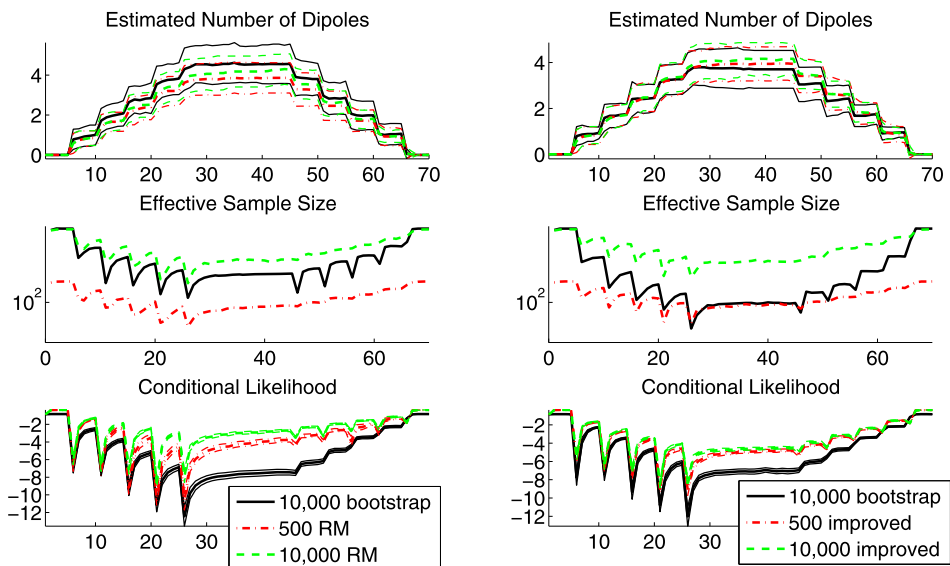 Estimated Number of Dipoles
4
2
0
10 20 30 40 50 60 70
Effective Sample Size
10²
0 20 40 60
Conditional Likelihood
−2
−4
−6
−8
−10
−12
10 20 30
10,000 bootstrap
500 RM
10,000 RM
Estimated Number of Dipoles
4
2
0
10 20 30 40 50 60 70
Effective Sample Size
10²
0 20 40 60
Conditional Likelihood
−2
−4
−6
−8
−10
−12
10 20 30
10,000 bootstrap
500 improved
10,000 improved